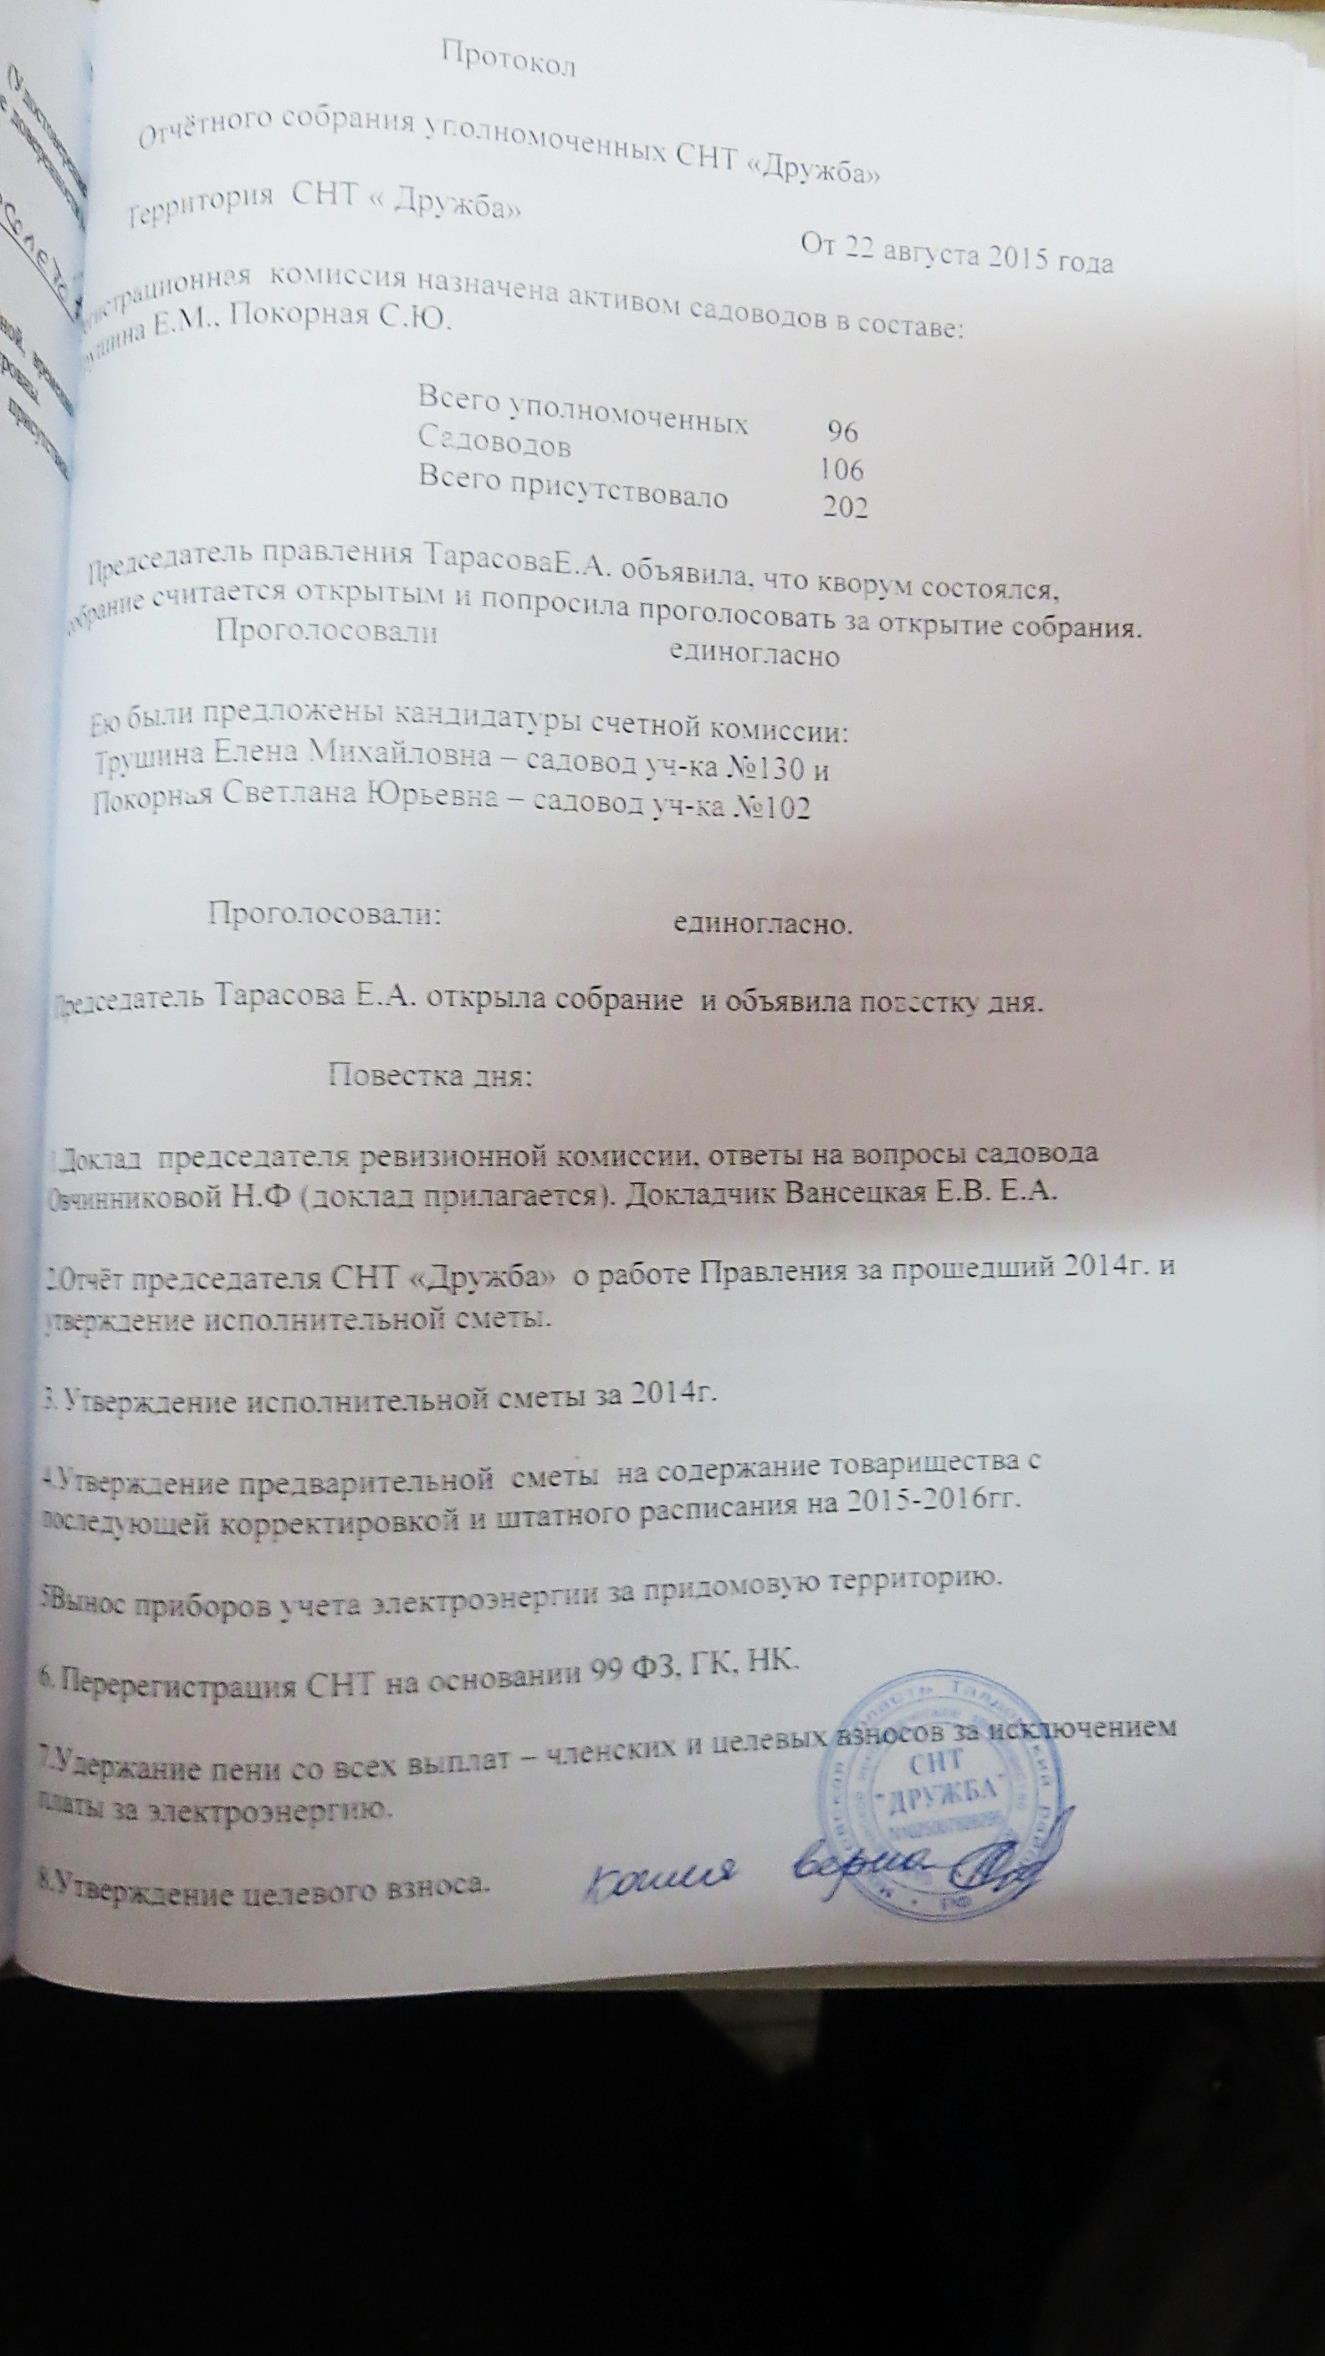 Протокол
Отчётного собрания уполномоченных СНТ «Дружба»
Территория СНТ « Дружба»
От 22 августа 2015 года
комиссия назначена активом садоводов в составе:
Е.М., Покорная С.Ю.
Всего уполномоченных 96
Садоводов 106
Всего присутствовало 202
Председатель правления ТарасоваЕ.А. объявила, что кворум состоялся,
собрание считается открытым и попросила проголосовать за открытие собрания.
Проголосовали единогласно
Ею были предложены кандидатуры счетной комиссии:
Трушина Елена Михайловна – садовод уч-ка №130 и
Покорная Светлана Юрьевна – садовод уч-ка №102
Проголосовали: единогласно.
Председатель Тарасова Е.А. открыла собрание и объявила повестку дня.
Повестка дня:
1.Доклад председателя ревизионной комиссии, ответы на вопросы садовода
Овчинниковой Н.Ф (доклад прилагается). Докладчик Вансецкая Е.В. Е.А.
2.Отчёт председателя СНТ «Дружба» о работе Правления за прошедший 2014г. и
утверждение исполнительной сметы.
3. Утверждение исполнительной сметы за 2014г.
4.Утверждение предварительной сметы на содержание товарищества с
последующей корректировкой и штатного расписания на 2015-2016гг.
5Вынос приборов учета электроэнергии за придомовую территорию.
6. Перерегистрация СНТ на основании 99 ФЗ, ГК, НК.
7.Удержание пени со всех выплат – членских и целевых взносов за исключением
платы за электроэнергию.
8.Утверждение целевого взноса.
копия верна
СНТ
"ДРУЖБА"